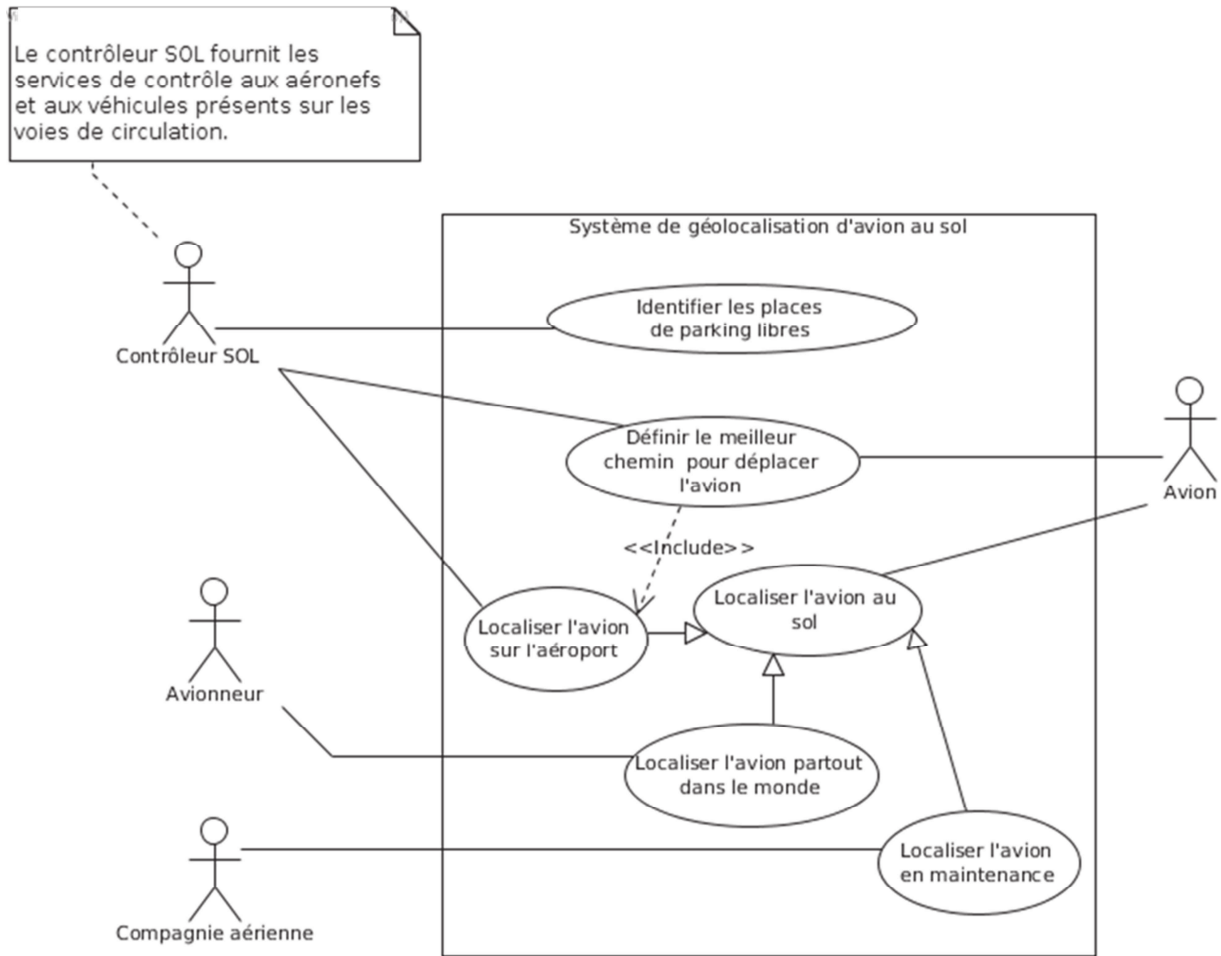 Le contrôleur SOL fournit les
services de contrôle aux aéronefs
et aux véhicules présents sur les
voies de circulation.
Système de géolocalisation d'avion au sol
Identifier les places
de parking libres
Contrôleur SOL
Définir le meilleur
chemin pour déplacer
l'avion
Avion
<<Include>>
Localiser l'avion au
sol
Localiser l'avion
sur l'aéroport
Avionneur
Localiser l'avion partout
dans le monde
Localiser l'avion
en maintenance
Compagnie aérienne